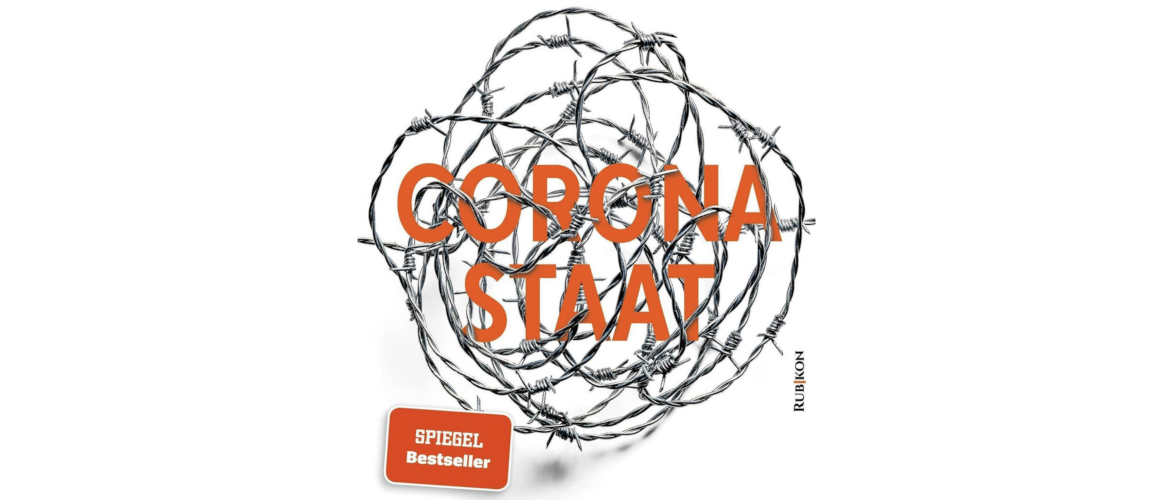 CORONA
STAAT
RUBIKON
SPIEGEL
Bestseller